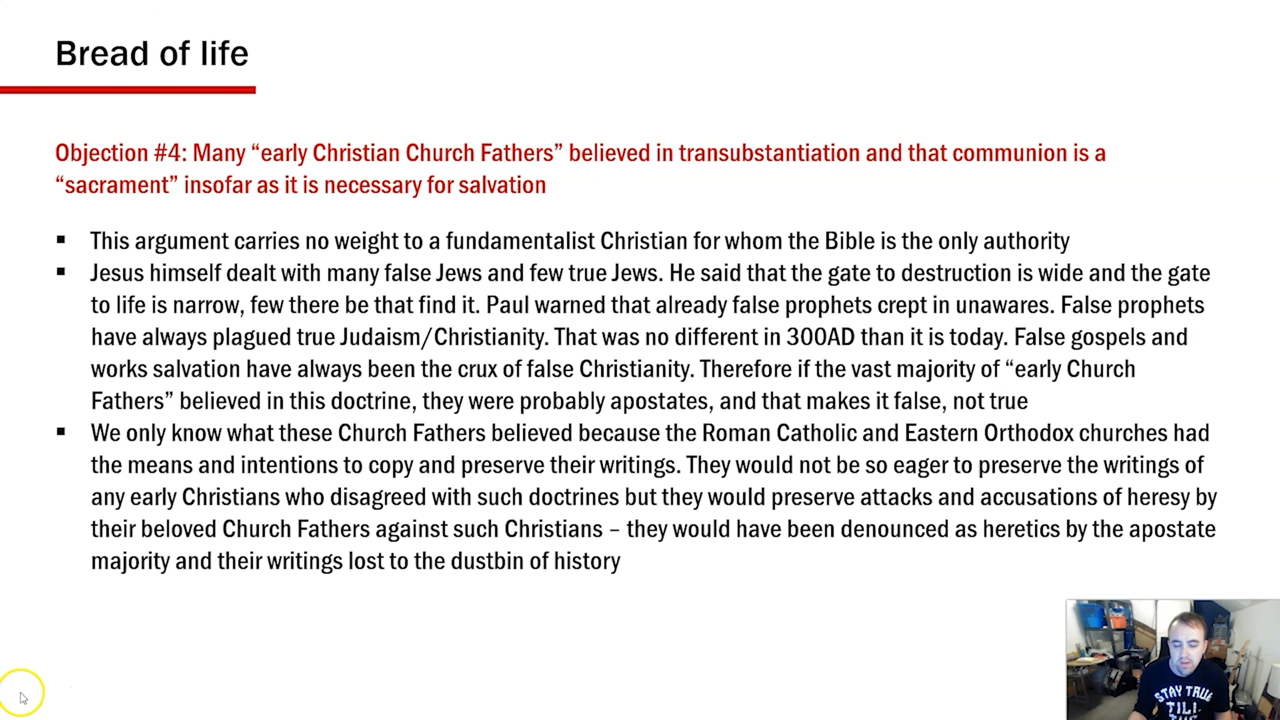 Bread of life
Objection #4: Many “early Christian Church Fathers” believed in transubstantiation and that communion is a
“sacrament” insofar as it is necessary for salvation
▪ This argument carries no weight to a fundamentalist Christian for whom the Bible is the only authority
▪ Jesus himself dealt with many false Jews and few true Jews. He said that the gate to destruction is wide and the gate
to life is narrow, few there be that find it. Paul warned that already false prophets crept in unawares. False prophets
have always plagued true Judaism/Christianity. That was no different in 300AD than it is today. False gospels and
works salvation have always been the crux of false Christianity. Therefore if the vast majority of “early Church
Fathers” believed in this doctrine, they were probably apostates, and that makes it false, not true
▪ We only know what these Church Fathers believed because the Roman Catholic and Eastern Orthodox churches had
the means and intentions to copy and preserve their writings. They would not be so eager to preserve the writings of
any early Christians who disagreed with such doctrines but they would preserve attacks and accusations of heresy by
their beloved Church Fathers against such Christians – they would have been denounced as heretics by the apostate
majority and their writings lost to the dustbin of history
STAY TRUE
TILL